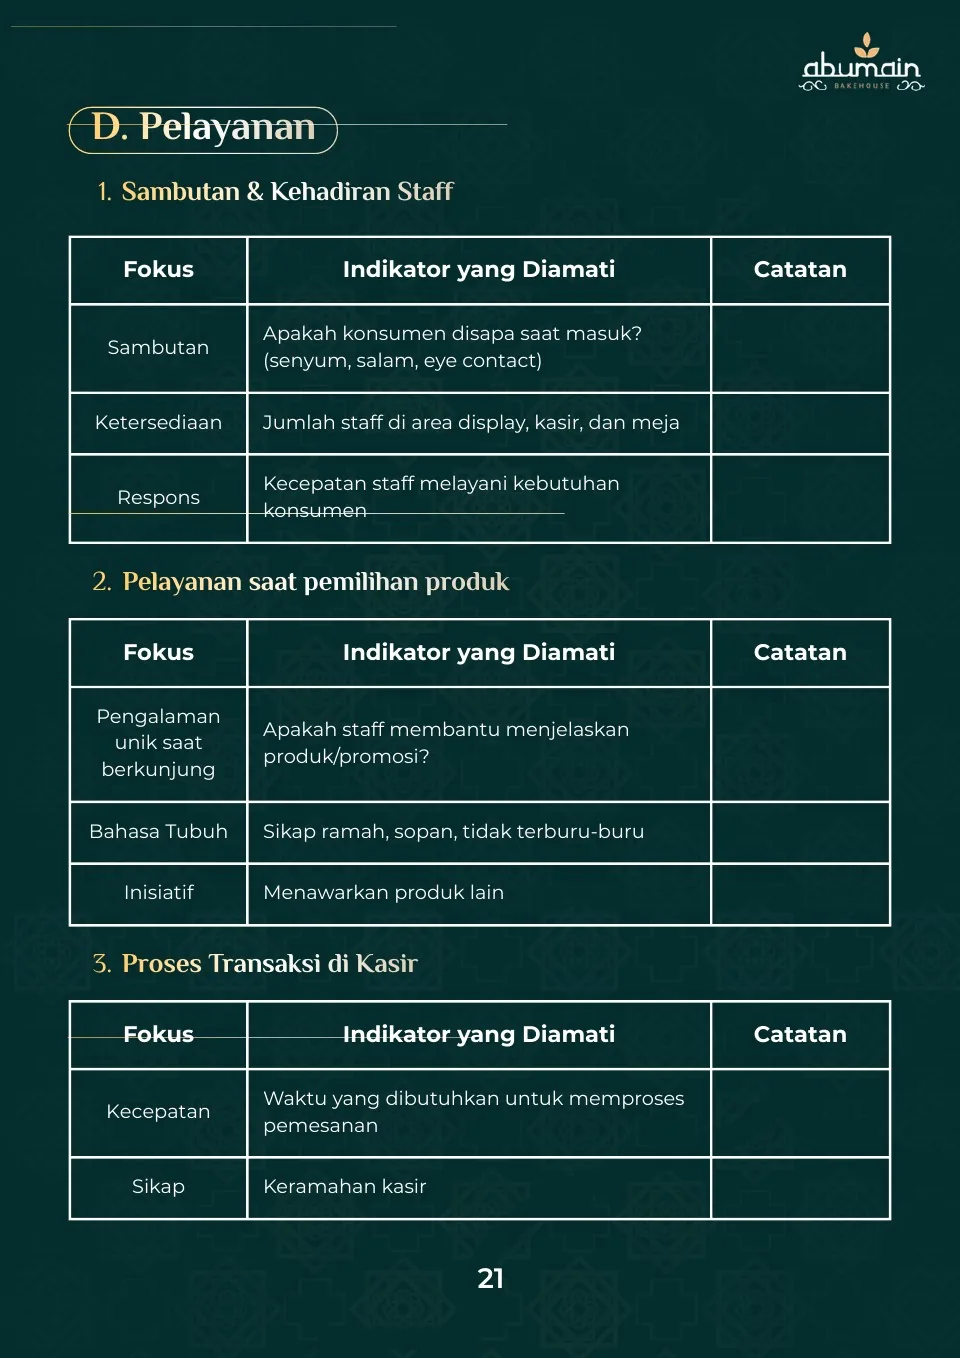 abumain
BAKEHOUSE
D. Pelayanan
1. Sambutan & Kehadiran Staff
Fokus Indikator yang Diamati Catatan
Sambutan
Apakah konsumen disapa saat masuk?
(senyum, salam, eye contact)
Ketersediaan Jumlah staff di area display, kasir, dan meja
Respons
Kecepatan staff melayani kebutuhan
konsumen
2. Pelayanan saat pemilihan produk
Fokus Indikator yang Diamati Catatan
Pengalaman
unik saat
berkunjung
Apakah staff membantu menjelaskan
produk/promosi?
Bahasa Tubuh Sikap ramah, sopan, tidak terburu-buru
Inisiatif Menawarkan produk lain
3. Proses Transaksi di Kasir
Fokus Indikator yang Diamati Catatan
Kecepatan
Waktu yang dibutuhkan untuk memproses
pemesanan
Sikap Keramahan kasir
21